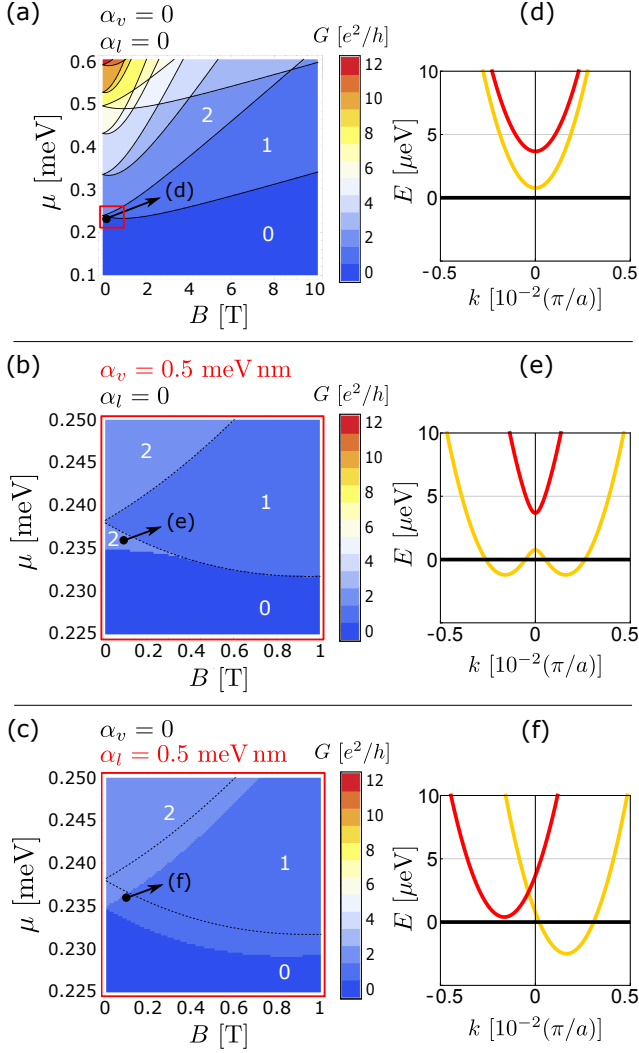 (a)
α_v = 0
α_l = 0
G [e²/h]
(d)
0.6
0.5
0.4
0.3
0.2
0.1
μ [meV]
2
1
0
(d)
0 2 4 6 8 10
B [T]
12
10
8
6
4
2
0
10
5
0
E [μeV]
-0.5 0 0.5
k [10⁻²(π/a)]
(b)
α_v = 0.5 meV nm
α_l = 0
G [e²/h]
(e)
0.250
0.245
0.240
0.235
0.230
0.225
μ [meV]
2
1
2
(e)
0
0 0.2 0.4 0.6 0.8 1
B [T]
12
10
8
6
4
2
0
10
5
0
E [μeV]
-0.5 0 0.5
k [10⁻²(π/a)]
(c)
α_v = 0
α_l = 0.5 meV nm
G [e²/h]
(f)
0.250
0.245
0.240
0.235
0.230
0.225
μ [meV]
2
1
(f)
0
0 0.2 0.4 0.6 0.8 1
B [T]
12
10
8
6
4
2
0
10
5
0
E [μeV]
-0.5 0 0.5
k [10⁻²(π/a)]